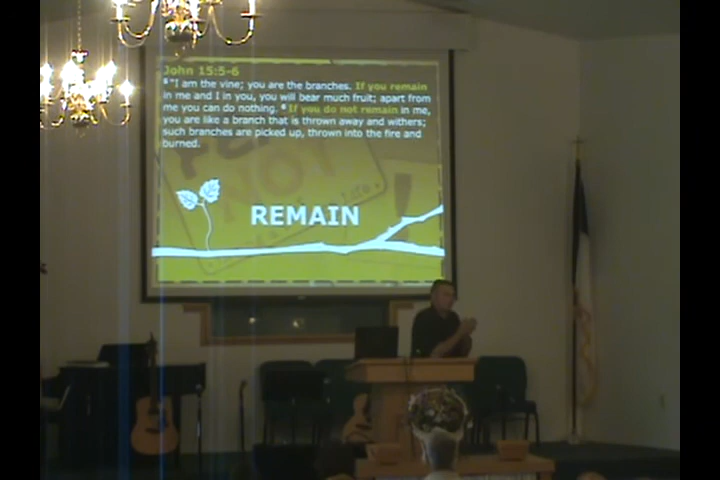 John 15:5-6
⁵ "I am the vine; you are the branches. If you remain
in me and I in you, you will bear much fruit; apart from
me you can do nothing. ⁶ If you do not remain in me,
you are like a branch that is thrown away and withers;
such branches are picked up, thrown into the fire and
burned.
NOT
REMAIN